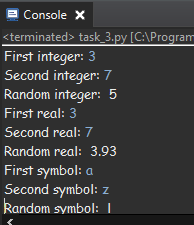 Console
<terminated> task_3.py [C:\Program
First integer: 3
Second integer: 7
Random integer:  5
First real: 3
Second real: 7
Random real:  3.93
First symbol: a
Second symbol: z
Random symbol:  l